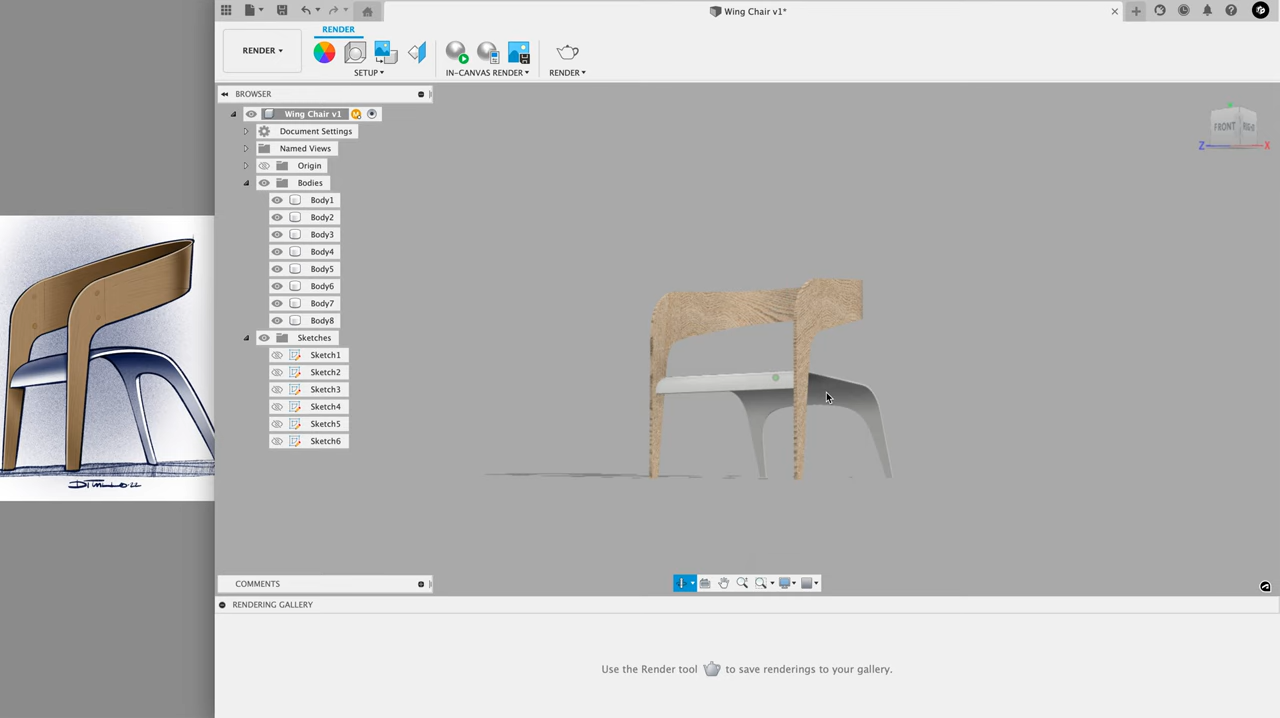 Wing Chair v1*
RENDER
RENDER
SETUP
IN-CANVAS RENDER
RENDER
BROWSER
Wing Chair v1
Document Settings
Named Views
Origin
Bodies
Body1
Body2
Body3
Body4
Body5
Body6
Body7
Body8
Sketches
Sketch1
Sketch2
Sketch3
Sketch4
Sketch5
Sketch6
FRONT
RIGHT
Z
X
COMMENTS
RENDERING GALLERY
Use the Render tool to save renderings to your gallery.